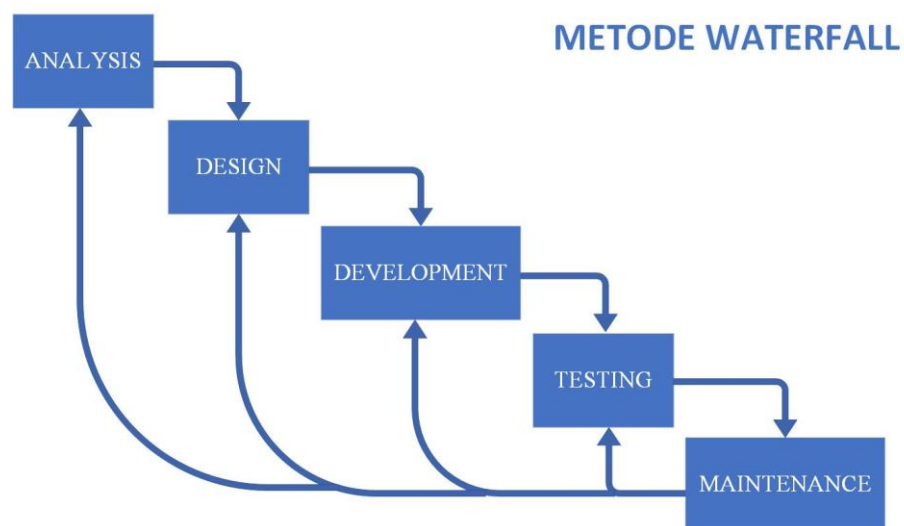 METODE WATERFALL
ANALYSIS
DESIGN
DEVELOPMENT
TESTING
MAINTENANCE